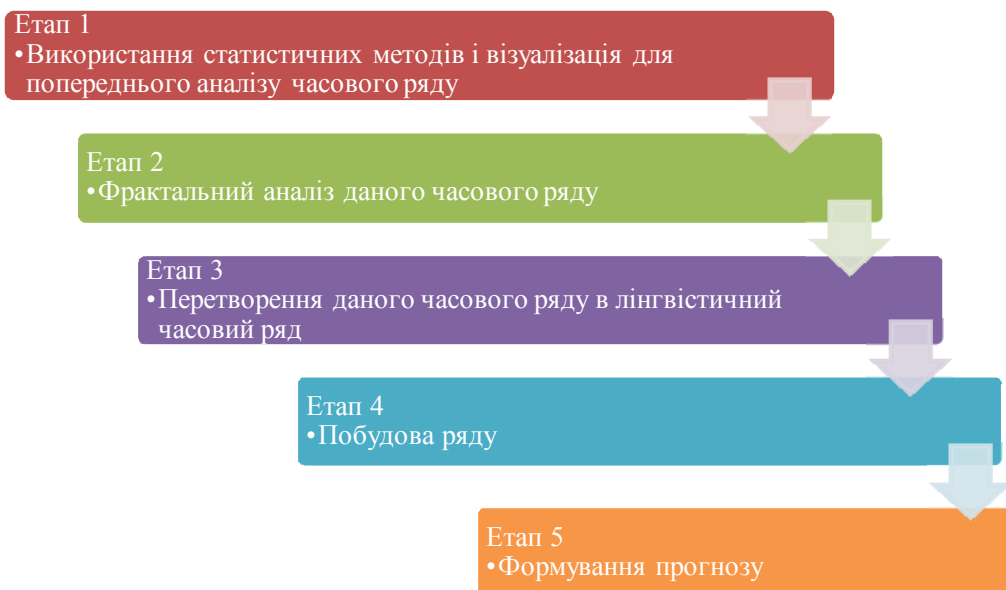 Етап 1
•Використання статистичних методів і візуалізація для
попереднього аналізу часового ряду
Етап 2
•Фрактальний аналіз даного часового ряду
Етап 3
•Перетворення даного часового ряду в лінгвістичний
часовий ряд
Етап 4
•Побудова ряду
Етап 5
•Формування прогнозу